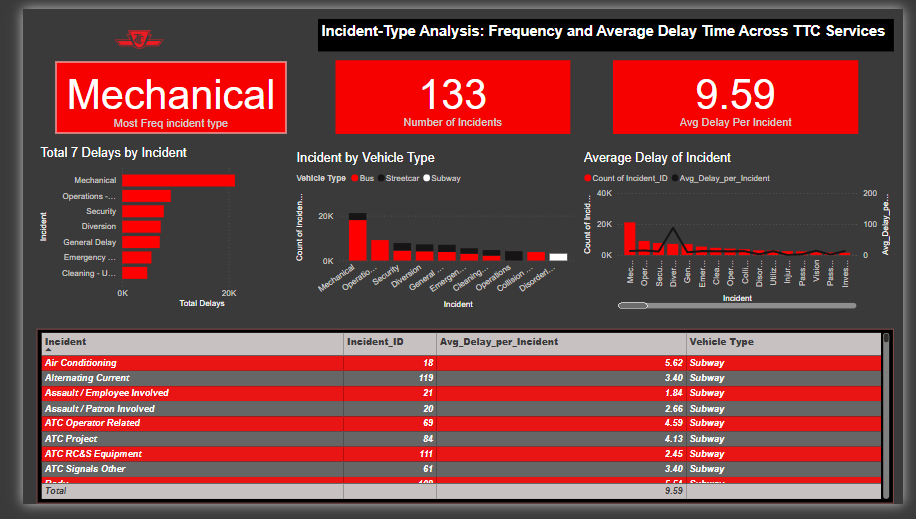 Incident-Type Analysis: Frequency and Average Delay Time Across TTC Services
Mechanical
Most Freq incident type
133
Number of Incidents
9.59
Avg Delay Per Incident
Total 7 Delays by Incident
Incident
Mechanical
Operations -...
Security
Diversion
General Delay
Emergency ...
Cleaning - U...
0K
20K
Total Delays
Incident by Vehicle Type
Vehicle Type Bus Streetcar Subway
Count of Inciden...
20K
0K
Mechanical
Operatio...
Security
Diversion
General ...
Emergen...
Cleaning...
Operations
Collision ...
Disorderl...
Incident
Average Delay of Incident
Count of Incident_ID Avg_Delay_per_Incident
Count of Incid...
40K
20K
0K
200
100
0
Avg_Delay_pe...
Mec...
Oper...
Secu...
Diver...
Gen...
Emer...
Clea...
Oper...
Colli...
Disor...
Utiliz...
Injur...
Pass...
Vision
Pass...
Inves...
Incident
Incident Incident_ID Avg_Delay_per_Incident Vehicle Type
Air Conditioning 18 5.62 Subway
Alternating Current 119 3.40 Subway
Assault / Employee Involved 21 1.84 Subway
Assault / Patron Involved 20 2.66 Subway
ATC Operator Related 69 4.59 Subway
ATC Project 84 4.13 Subway
ATC RC&S Equipment 111 2.45 Subway
ATC Signals Other 61 3.40 Subway
Total 9.59